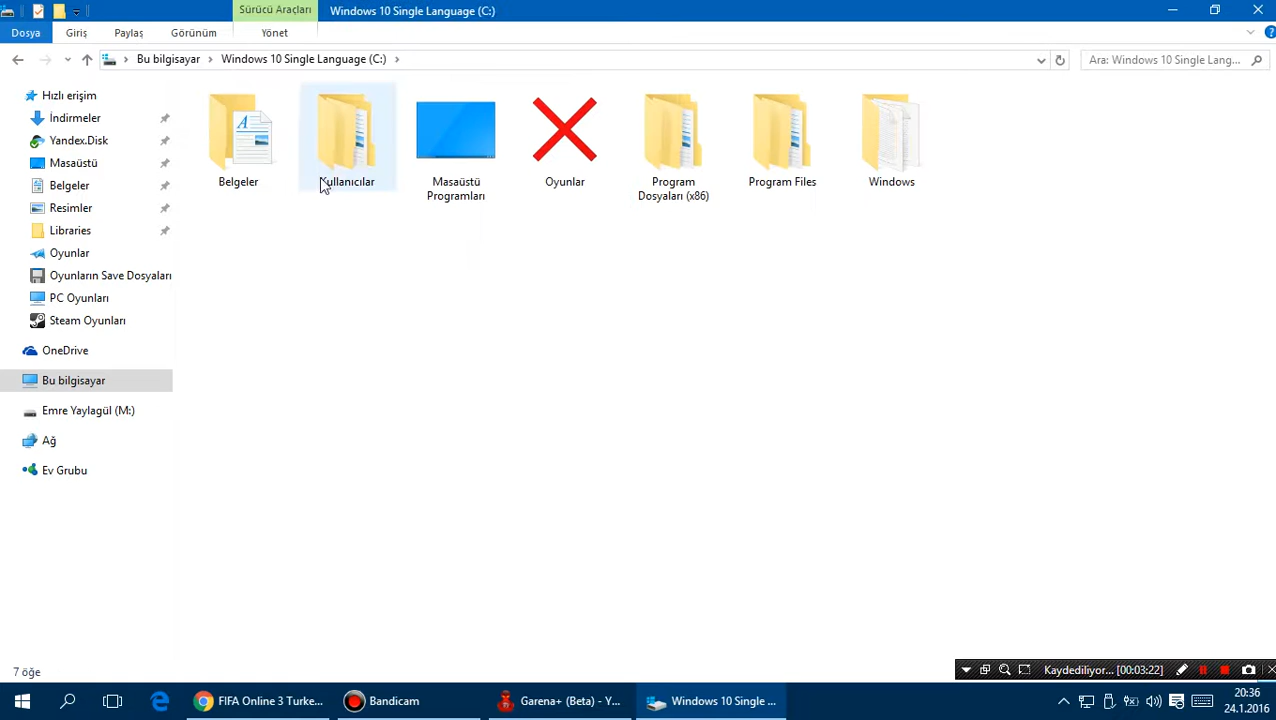 Sürücü Araçları
Windows 10 Single Language (C:)
Dosya
Giriş
Paylaş
Görünüm
Yönet
Bu bilgisayar
Windows 10 Single Language (C:)
Ara: Windows 10 Single Lang...
Hızlı erişim
İndirmeler
Yandex.Disk
Masaüstü
Belgeler
Resimler
Libraries
Oyunlar
Oyunların Save Dosyaları
PC Oyunları
Steam Oyunları
OneDrive
Bu bilgisayar
Emre Yaylagül (M:)
Ağ
Ev Grubu
Belgeler
Kullanıcılar
Masaüstü
Programları
Oyunlar
Program
Dosyaları (x86)
Program Files
Windows
7 öğe
Kaydediliyor... [00:03:22]
FIFA Online 3 Turke...
Bandicam
Garena+ (Beta) - Y...
Windows 10 Single ...
20:36
24.1.2016